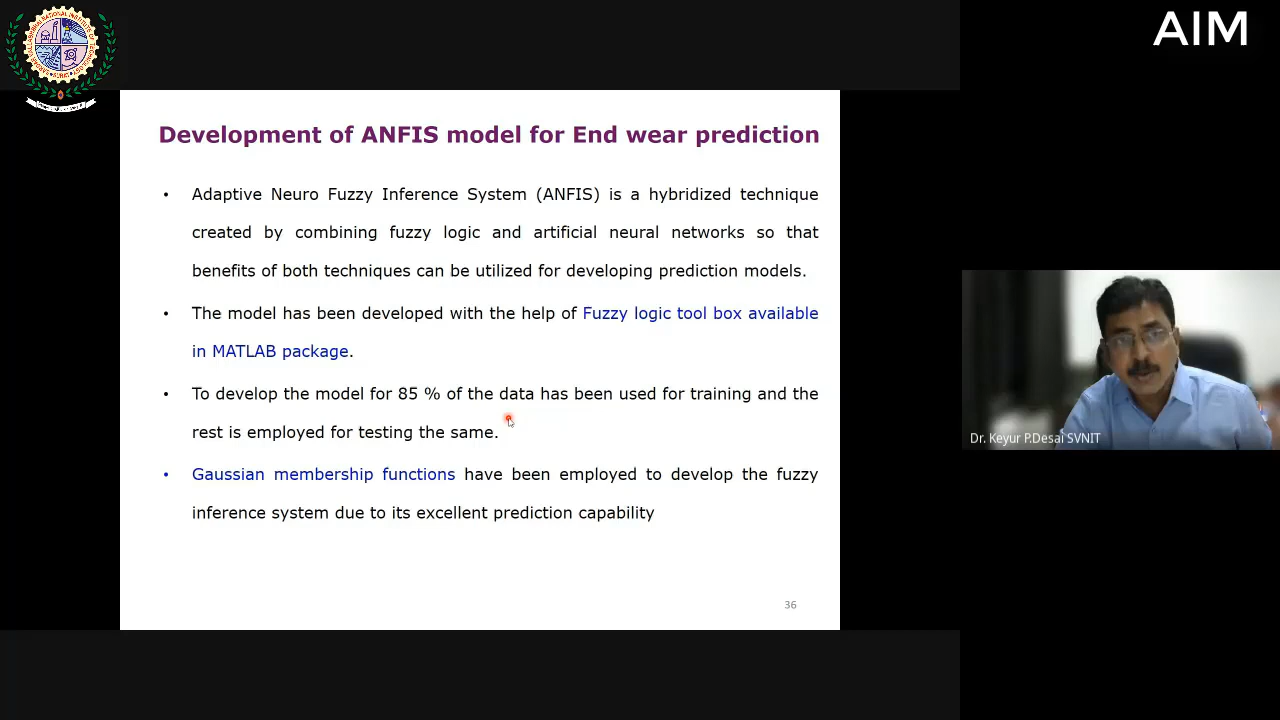 AIM
Development of ANFIS model for End wear prediction
• Adaptive Neuro Fuzzy Inference System (ANFIS) is a hybridized technique
created by combining fuzzy logic and artificial neural networks so that
benefits of both techniques can be utilized for developing prediction models.
• The model has been developed with the help of Fuzzy logic tool box available
in MATLAB package.
• To develop the model for 85 % of the data has been used for training and the
rest is employed for testing the same.
• Gaussian membership functions have been employed to develop the fuzzy
inference system due to its excellent prediction capability
36
Dr. Keyur P.Desai SVNIT